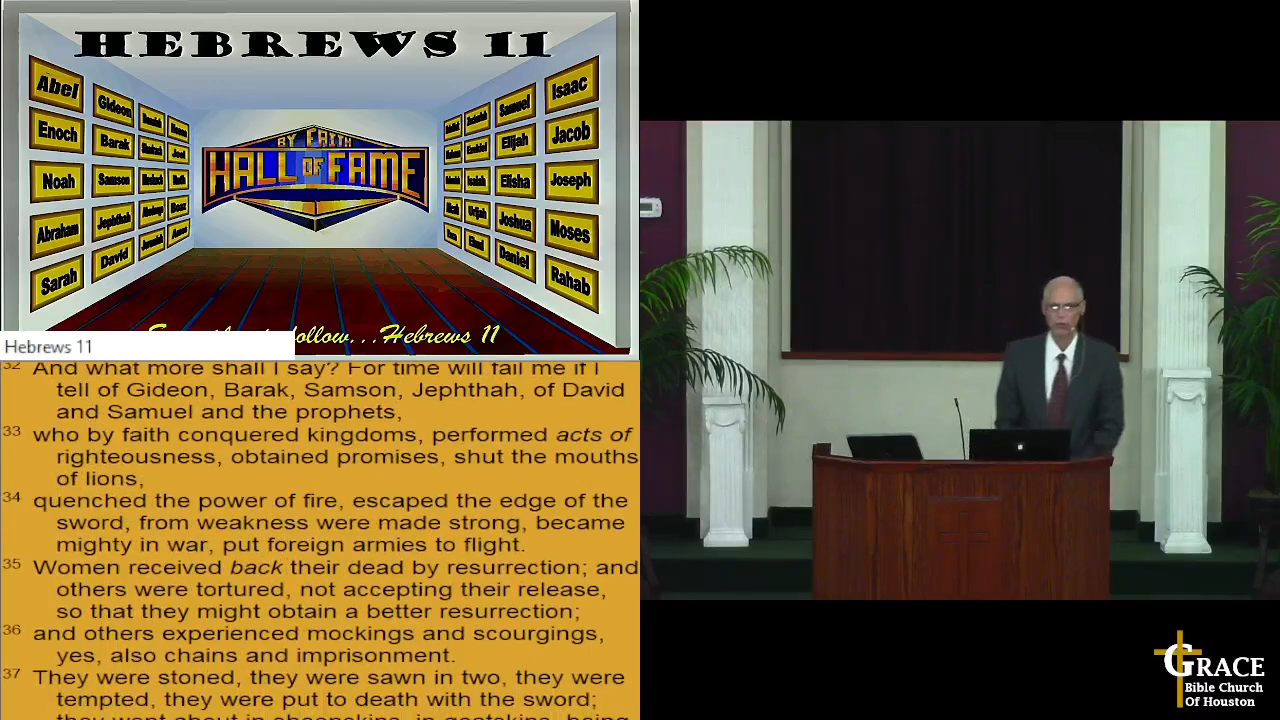 HEBREWS 11
Abel
Enoch
Noah
Abraham
Sarah
Gideon
Barak
Samson
Jephthah
David
BY FAITH
HALL OF FAME
Samuel
Elijah
Elisha
Joshua
Daniel
Isaac
Jacob
Joseph
Moses
Rahab
...Hebrews 11
Hebrews 11
32 And what more shall I say? For time will fail me if I
tell of Gideon, Barak, Samson, Jephthah, of David
and Samuel and the prophets,
33 who by faith conquered kingdoms, performed acts of
righteousness, obtained promises, shut the mouths
of lions,
34 quenched the power of fire, escaped the edge of the
sword, from weakness were made strong, became
mighty in war, put foreign armies to flight.
35 Women received back their dead by resurrection; and
others were tortured, not accepting their release,
so that they might obtain a better resurrection;
36 and others experienced mockings and scourgings,
yes, also chains and imprisonment.
37 They were stoned, they were sawn in two, they were
tempted, they were put to death with the sword;
they went about in sheepskins, in goatskins, being
GRACE
Bible Church
Of Houston